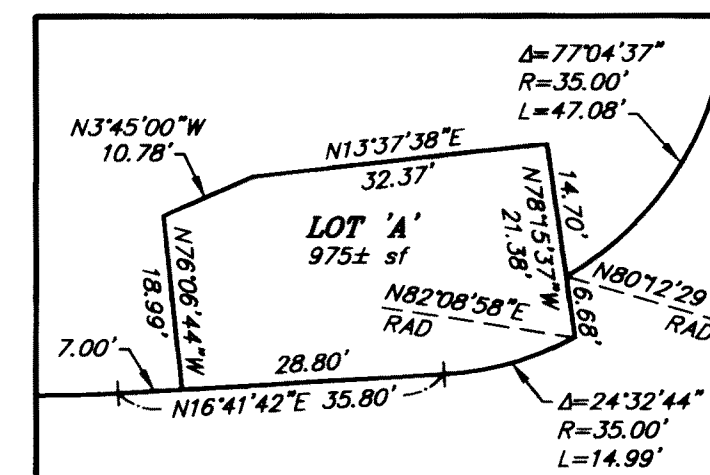 Δ=77°04'37"
R=35.00'
L=47.08'
N3°45'00"W
10.78'
N13°37'38"E
32.37'
LOT 'A'
975± sf
14.70'
N78°15'37"W
21.38'
N76°06'44"W
18.99'
N82°08'58"E
RAD
6.68'
N80°12'29
RAD
7.00'
28.80'
N16°41'42"E 35.80'
Δ=24°32'44"
R=35.00'
L=14.99'